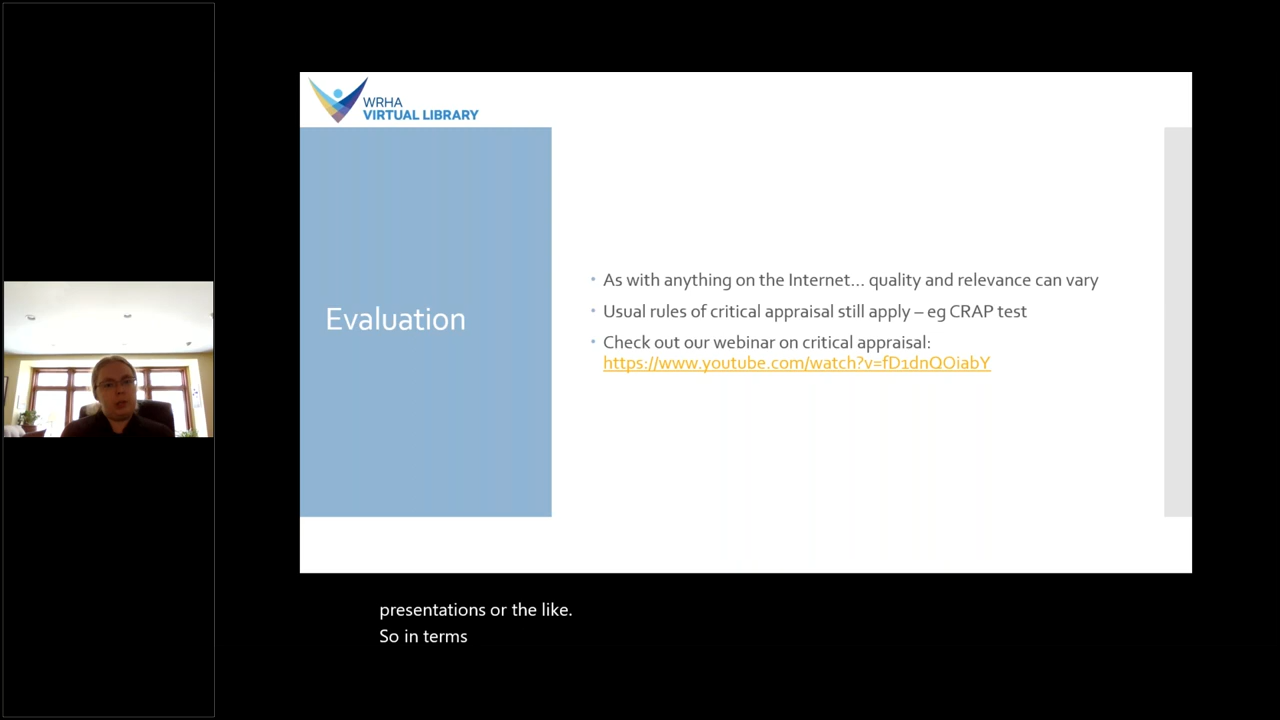 WRHA
VIRTUAL LIBRARY
Evaluation
• As with anything on the Internet... quality and relevance can vary
• Usual rules of critical appraisal still apply – eg CRAP test
• Check out our webinar on critical appraisal:
https://www.youtube.com/watch?v=fD1dnQOiabY
presentations or the like.
So in terms